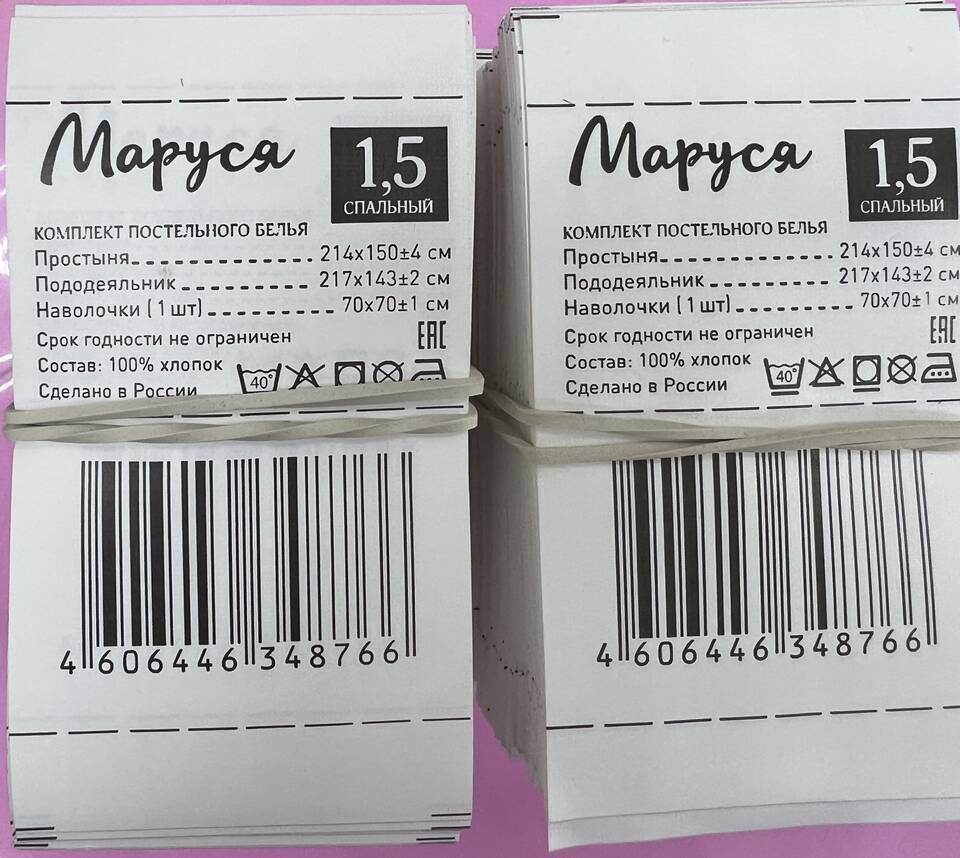 Маруся
1,5
СПАЛЬНЫЙ
КОМПЛЕКТ ПОСТЕЛЬНОГО БЕЛЬЯ
Простыня 214х150±4 см
Пододеяльник 217х143±2 см
Наволочки (1 шт) 70х70±1 см
Срок годности не ограничен
EAC
Состав: 100% хлопок
40°
Сделано в России
4 606446 348766
Маруся
1,5
СПАЛЬНЫЙ
КОМПЛЕКТ ПОСТЕЛЬНОГО БЕЛЬЯ
Простыня 214х150±4 см
Пододеяльник 217х143±2 см
Наволочки (1 шт) 70х70±1 см
Срок годности не ограничен
EAC
Состав: 100% хлопок
40°
Сделано в России
4 606446 348766